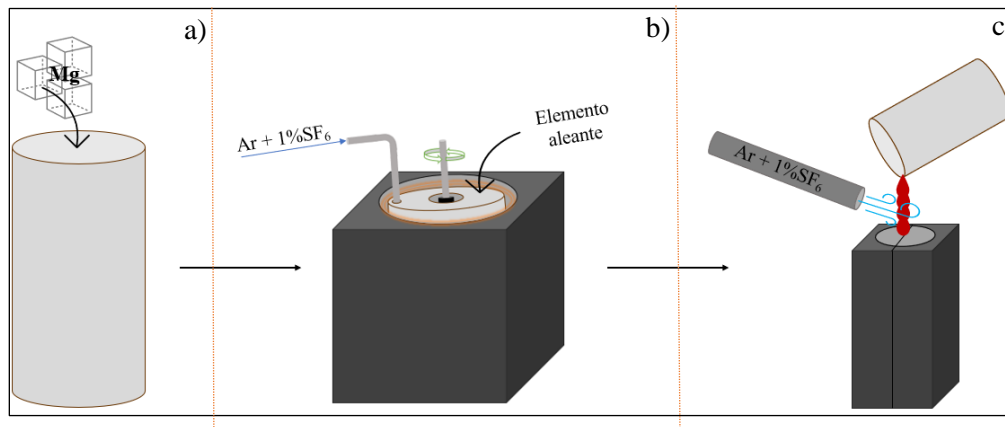 a)
Mg
b)
Ar + 1%SF₆
Elemento
aleante
c
Ar + 1%SF₆